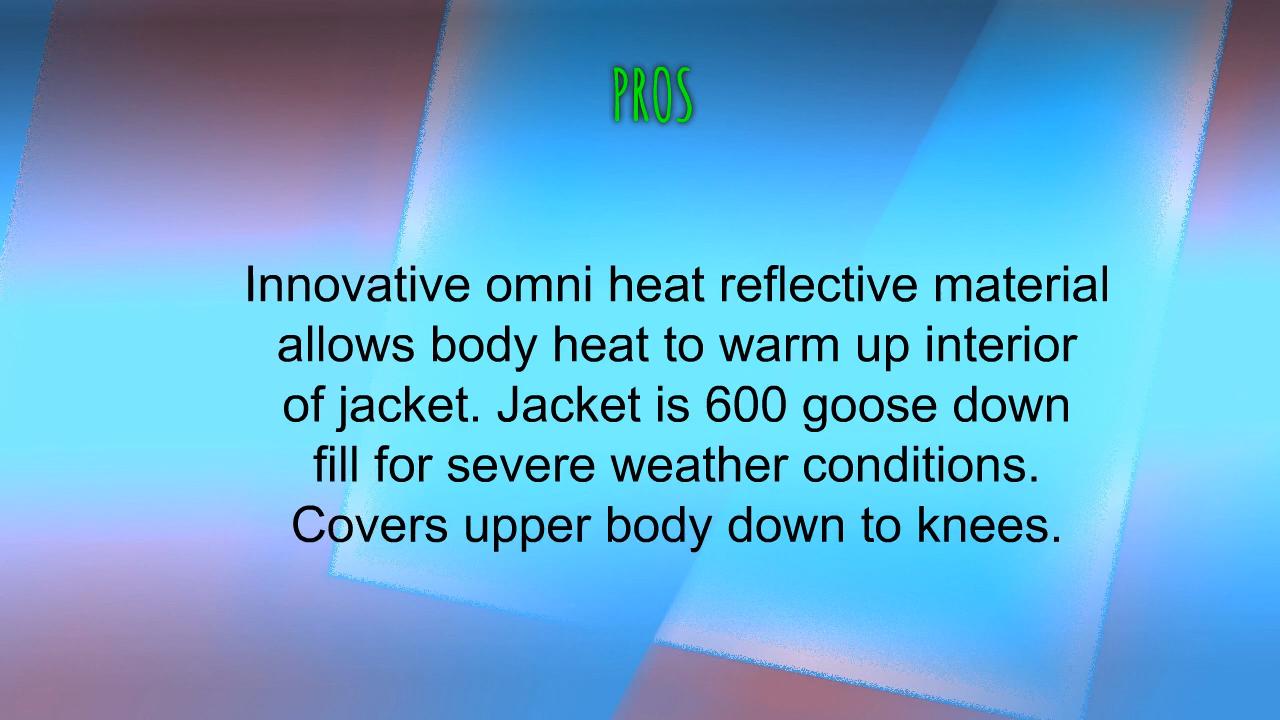 PROS
Innovative omni heat reflective material
allows body heat to warm up interior
of jacket. Jacket is 600 goose down
fill for severe weather conditions.
Covers upper body down to knees.